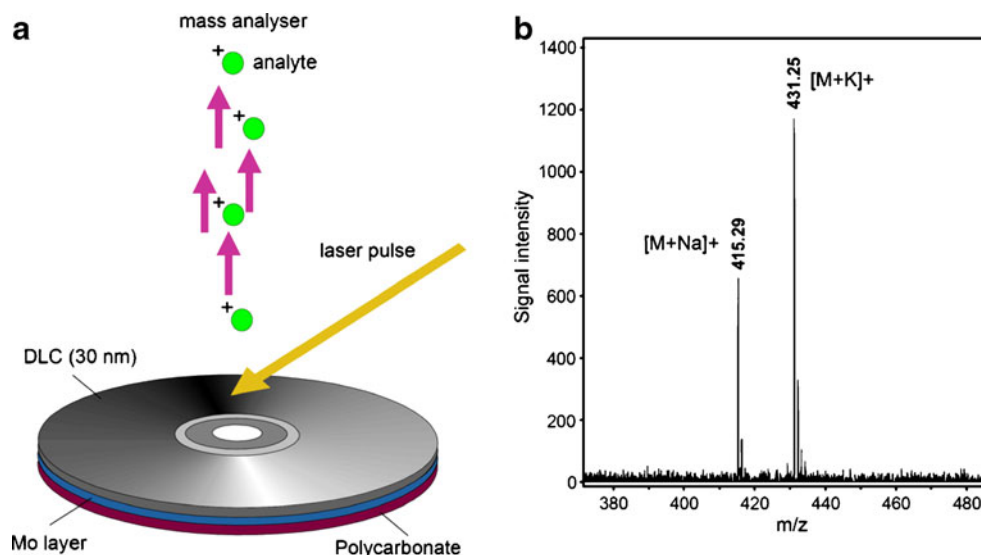 a
mass analyser
+
analyte
+
+
laser pulse
+
DLC (30 nm)
Mo layer
Polycarbonate
b
1400
1200
1000
800
600
400
200
0
Signal intensity
[M+Na]+
415.29
431.25
[M+K]+
380
400
420
440
460
480
m/z